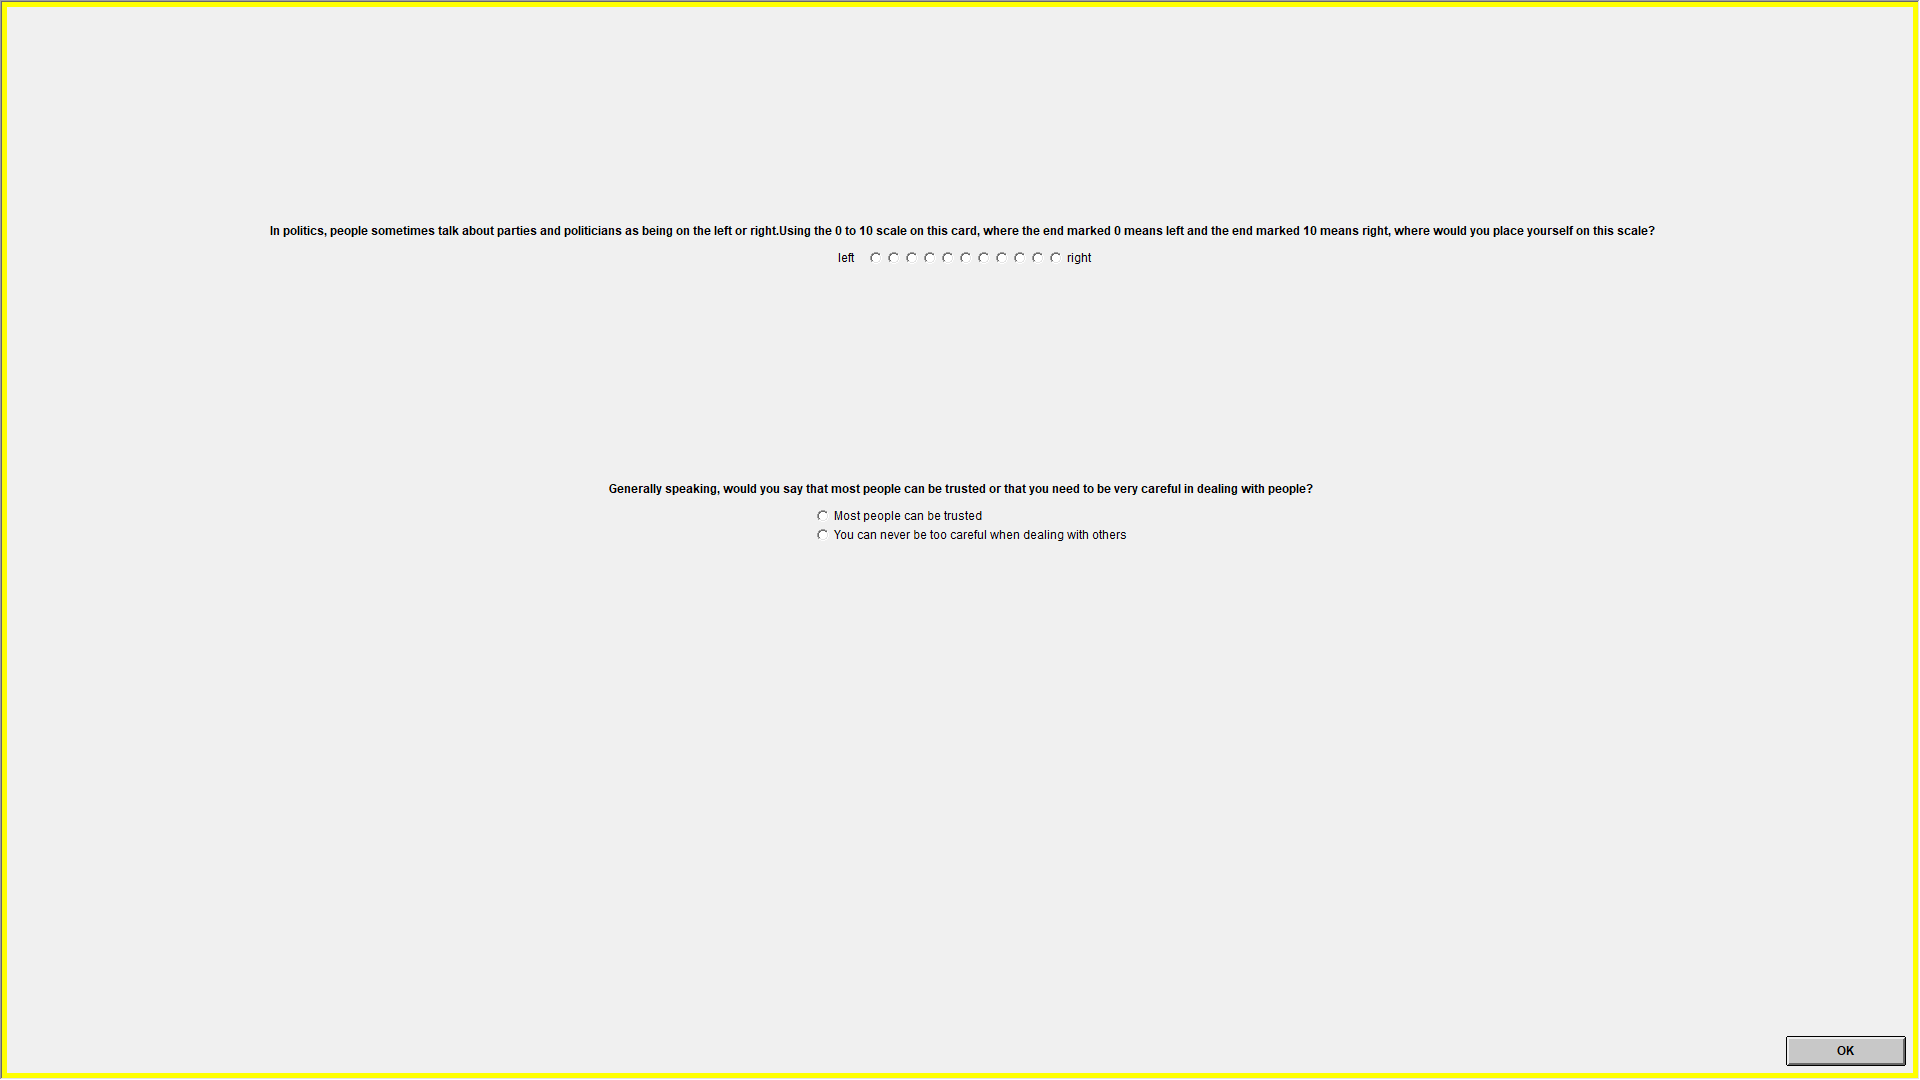 In politics, people sometimes talk about parties and politicians as being on the left or right.Using the 0 to 10 scale on this card, where the end marked 0 means left and the end marked 10 means right, where would you place yourself on this scale?
left right
Generally speaking, would you say that most people can be trusted or that you need to be very careful in dealing with people?
Most people can be trusted
You can never be too careful when dealing with others
OK